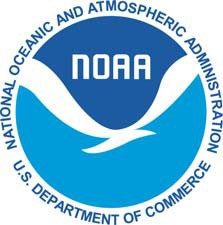 NATIONAL OCEANIC AND ATMOSPHERIC ADMINISTRATION
NOAA
U.S. DEPARTMENT OF COMMERCE